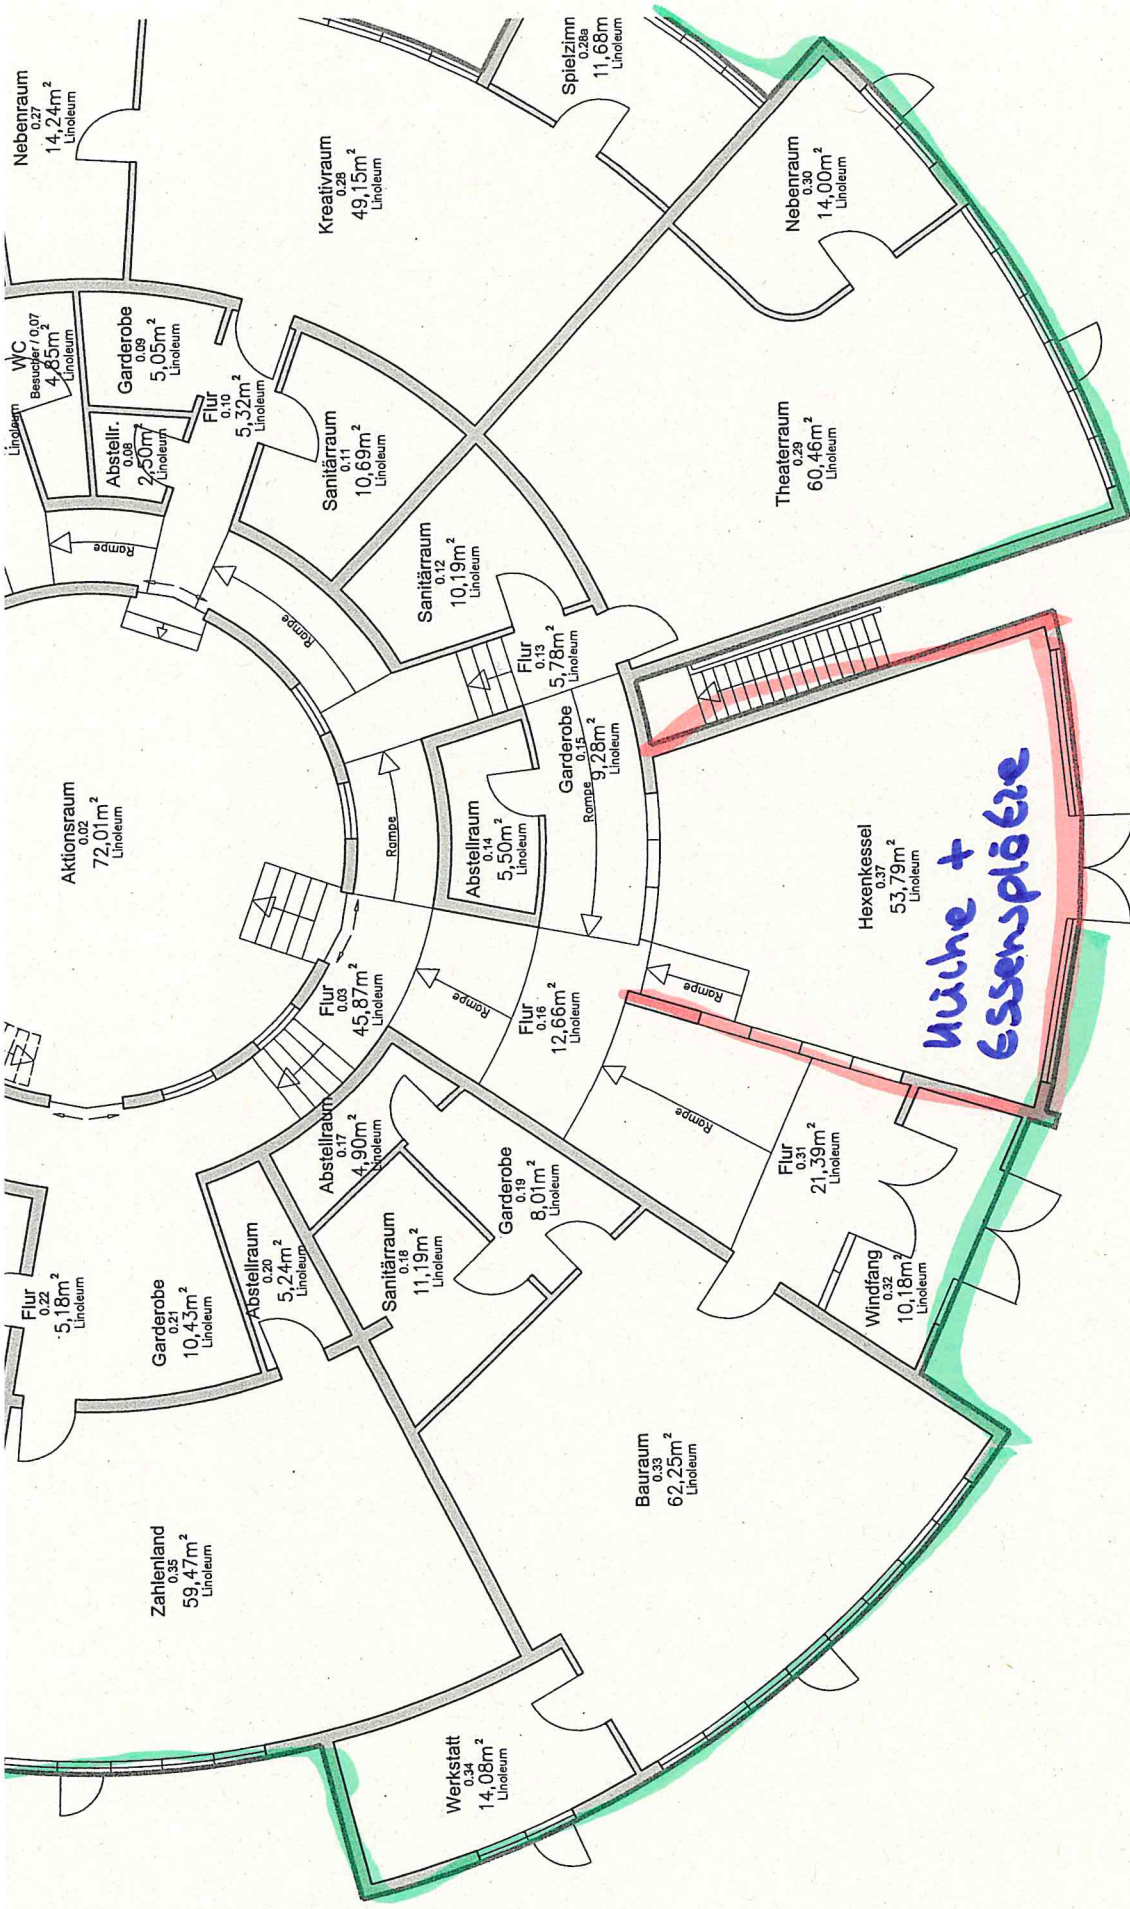 Nebenraum
0.27
14,24m²
Linoleum
WC
Besucher / 0.07
4,85m²
Linoleum
Linoleum
Garderobe
0.09
5,05m²
Linoleum
Abstellr.
0.08
2,50m²
Linoleum
Flur
0.10
5,32m²
Linoleum
Rampe
Kreativraum
0.28
49,15m²
Linoleum
Spielzimn
0.28a
11,68m
Linoleum
Nebenraum
0.30
14,00m²
Linoleum
Sanitärraum
0.11
10,69m²
Linoleum
Rampe
Sanitärraum
0.12
10,19m²
Linoleum
Theaterraum
0.29
60,46m²
Linoleum
Flur
0.13
5,78m²
Linoleum
Aktionsraum
0.02
72,01m²
Linoleum
Rampe
Abstellraum
0.14
5,50m²
Linoleum
Garderobe
0.15
9,28m²
Linoleum
Rampe
Hexenkessel
0.37
53,79m²
Linoleum
Küche +
Essensplätze
Flur
0.03
45,87m²
Linoleum
Rampe
Flur
0.16
12,66m²
Linoleum
Rampe
Rampe
Abstellraum
0.17
4,90m²
Linoleum
Garderobe
0.19
8,01m²
Linoleum
Flur
0.31
21,39m²
Linoleum
Flur
0.22
5,18m²
Linoleum
Garderobe
0.21
10,43m²
Linoleum
Abstellraum
0.20
5,24m²
Linoleum
Sanitärraum
0.18
11,19m²
Linoleum
Windfang
0.32
10,18m²
Linoleum
Zahlenland
0.35
59,47m²
Linoleum
Bauraum
0.33
62,25m²
Linoleum
Werkstatt
0.34
14,08m²
Linoleum